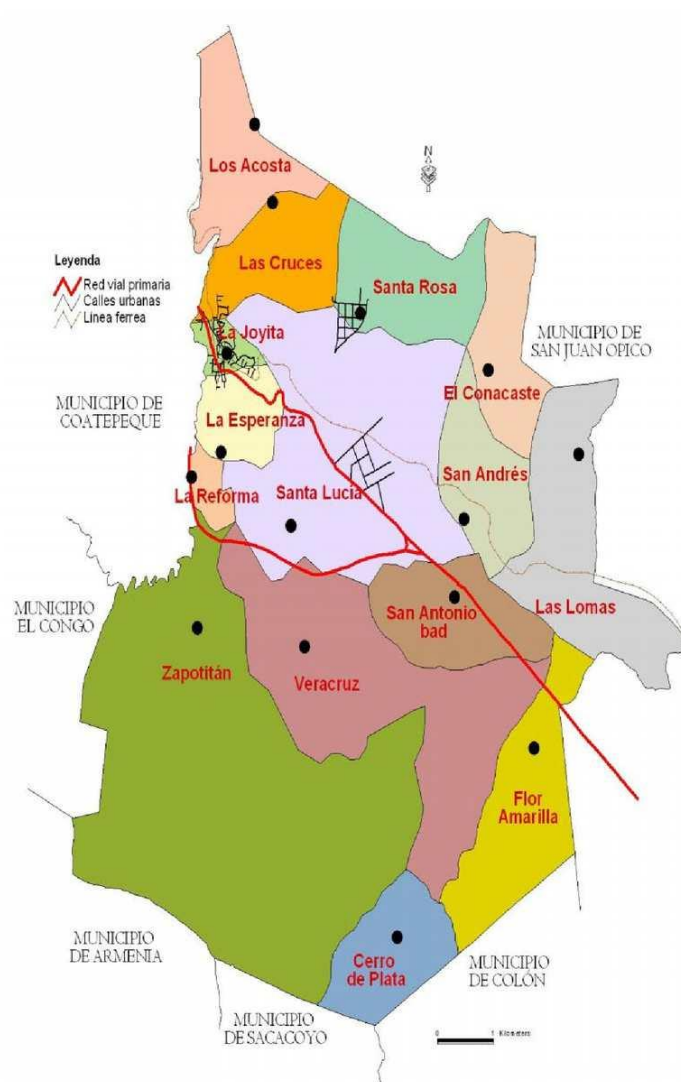 N
Los Acosta
Las Cruces
Santa Rosa
Leyenda
Red vial primaria
Calles urbanas
Linea ferrea
La Joyita
MUNICIPIO DE
SAN JUAN OPICO
El Conacaste
MUNICIPIO DE
COATEPEQUE
La Esperanza
San Andrés
La Reforma
Santa Lucia
MUNICIPIO
EL CONGO
San Antonio
bad
Las Lomas
Zapotitán
Veracruz
Flor
Amarilla
MUNICIPIO
DE ARMENIA
Cerro
de Plata
MUNICIPIO
DE COLÓN
MUNICIPIO
DE SACACOYO
0 1 Kilometers